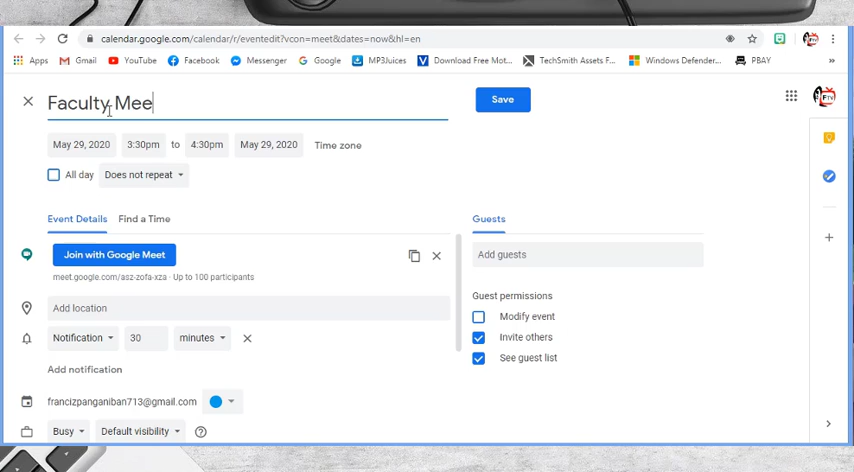 calendar.google.com/calendar/r/eventedit?vcon=meet&dates=now&hl=en
Apps Gmail YouTube Facebook Messenger Google MP3Juices Download Free Mot... TechSmith Assets F... Windows Defender... PBAY
Faculty Mee Save
FTV
May 29, 2020 3:30pm to 4:30pm May 29, 2020 Time zone
All day Does not repeat
Event Details Find a Time Guests
Join with Google Meet Add guests
meet.google.com/asz-zofa-xza · Up to 100 participants
Guest permissions
Add location Modify event
Notification 30 minutes Invite others
See guest list
Add notification
francizpanganiban713@gmail.com
Busy Default visibility